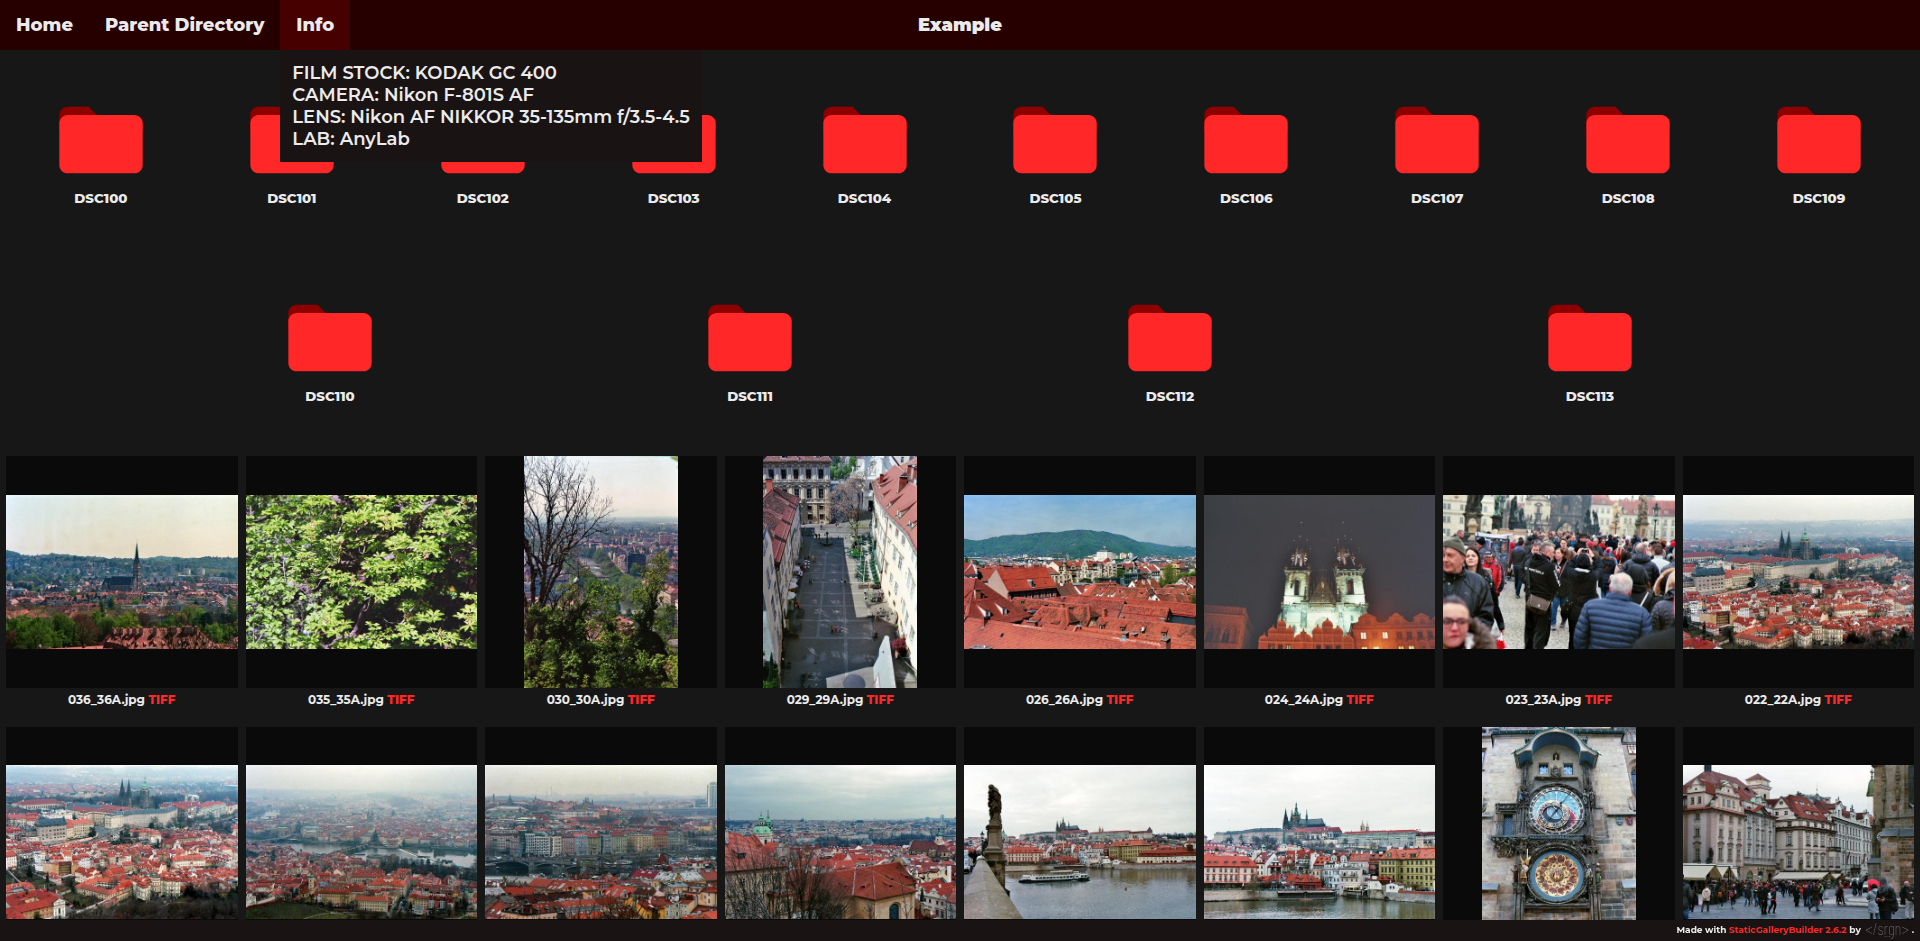 Home Parent Directory Info Example
FILM STOCK: KODAK GC 400
CAMERA: Nikon F-801S AF
LENS: Nikon AF NIKKOR 35-135mm f/3.5-4.5
LAB: AnyLab
DSC100 DSC101 DSC102 DSC103 DSC104 DSC105 DSC106 DSC107 DSC108 DSC109
DSC110 DSC111 DSC112 DSC113
036_36A.jpg TIFF 035_35A.jpg TIFF 030_30A.jpg TIFF 029_29A.jpg TIFF 026_26A.jpg TIFF 024_24A.jpg TIFF 023_23A.jpg TIFF 022_22A.jpg TIFF
Made with StaticGalleryBuilder 2.6.2 by </srgn> .